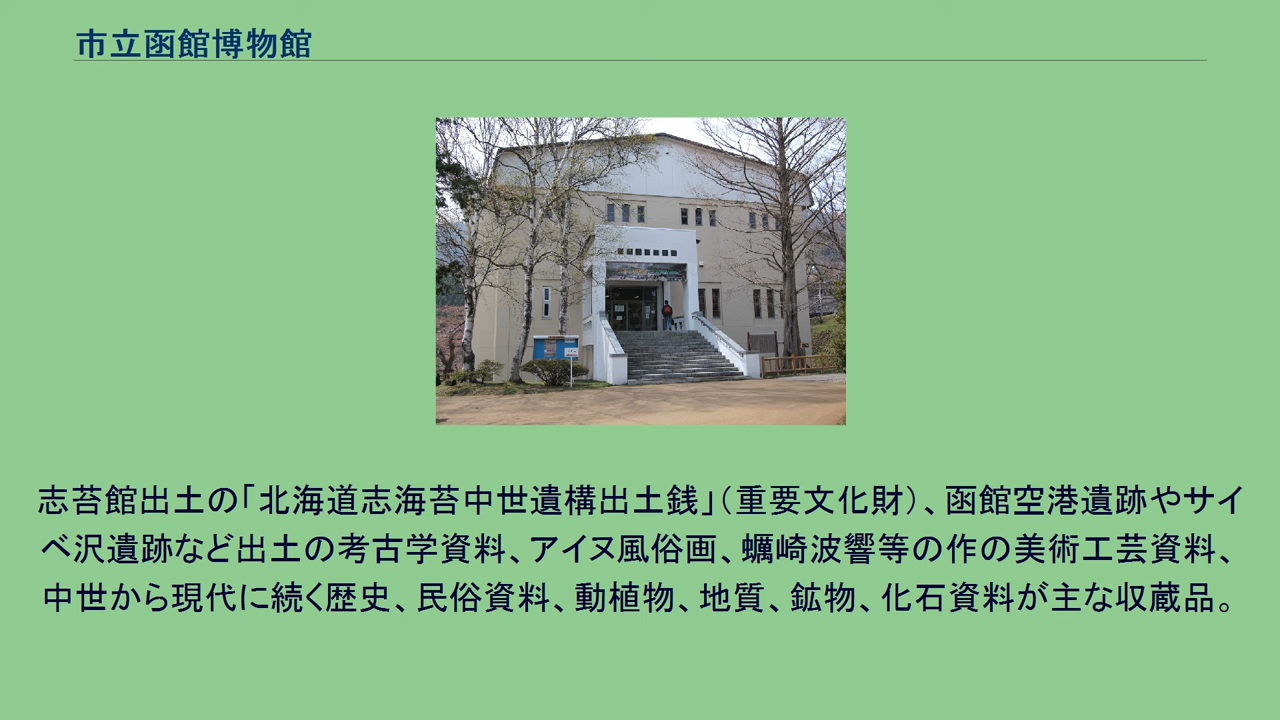 市立函館博物館
志苔館出土の「北海道志海苔中世遺構出土銭」(重要文化財)、函館空港遺跡やサイ
ベ沢遺跡など出土の考古学資料、アイヌ風俗画、蠣崎波響等の作の美術工芸資料、
中世から現代に続く歴史、民俗資料、動植物、地質、鉱物、化石資料が主な収蔵品。